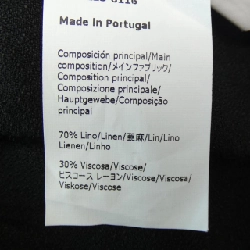 Made In Portugal
Composición principal/Main
composition/メインファブリック/
Composition principal/
Composizione principale/
Hauptgewebe/Composição
principal
70% Lino/Linen/亜麻/Lin/Lino
Lienen/Linho
30% Viscosa/Viscose/
ビスコース レーヨン/Viscose/Viscosa/
Viskose/Viscose